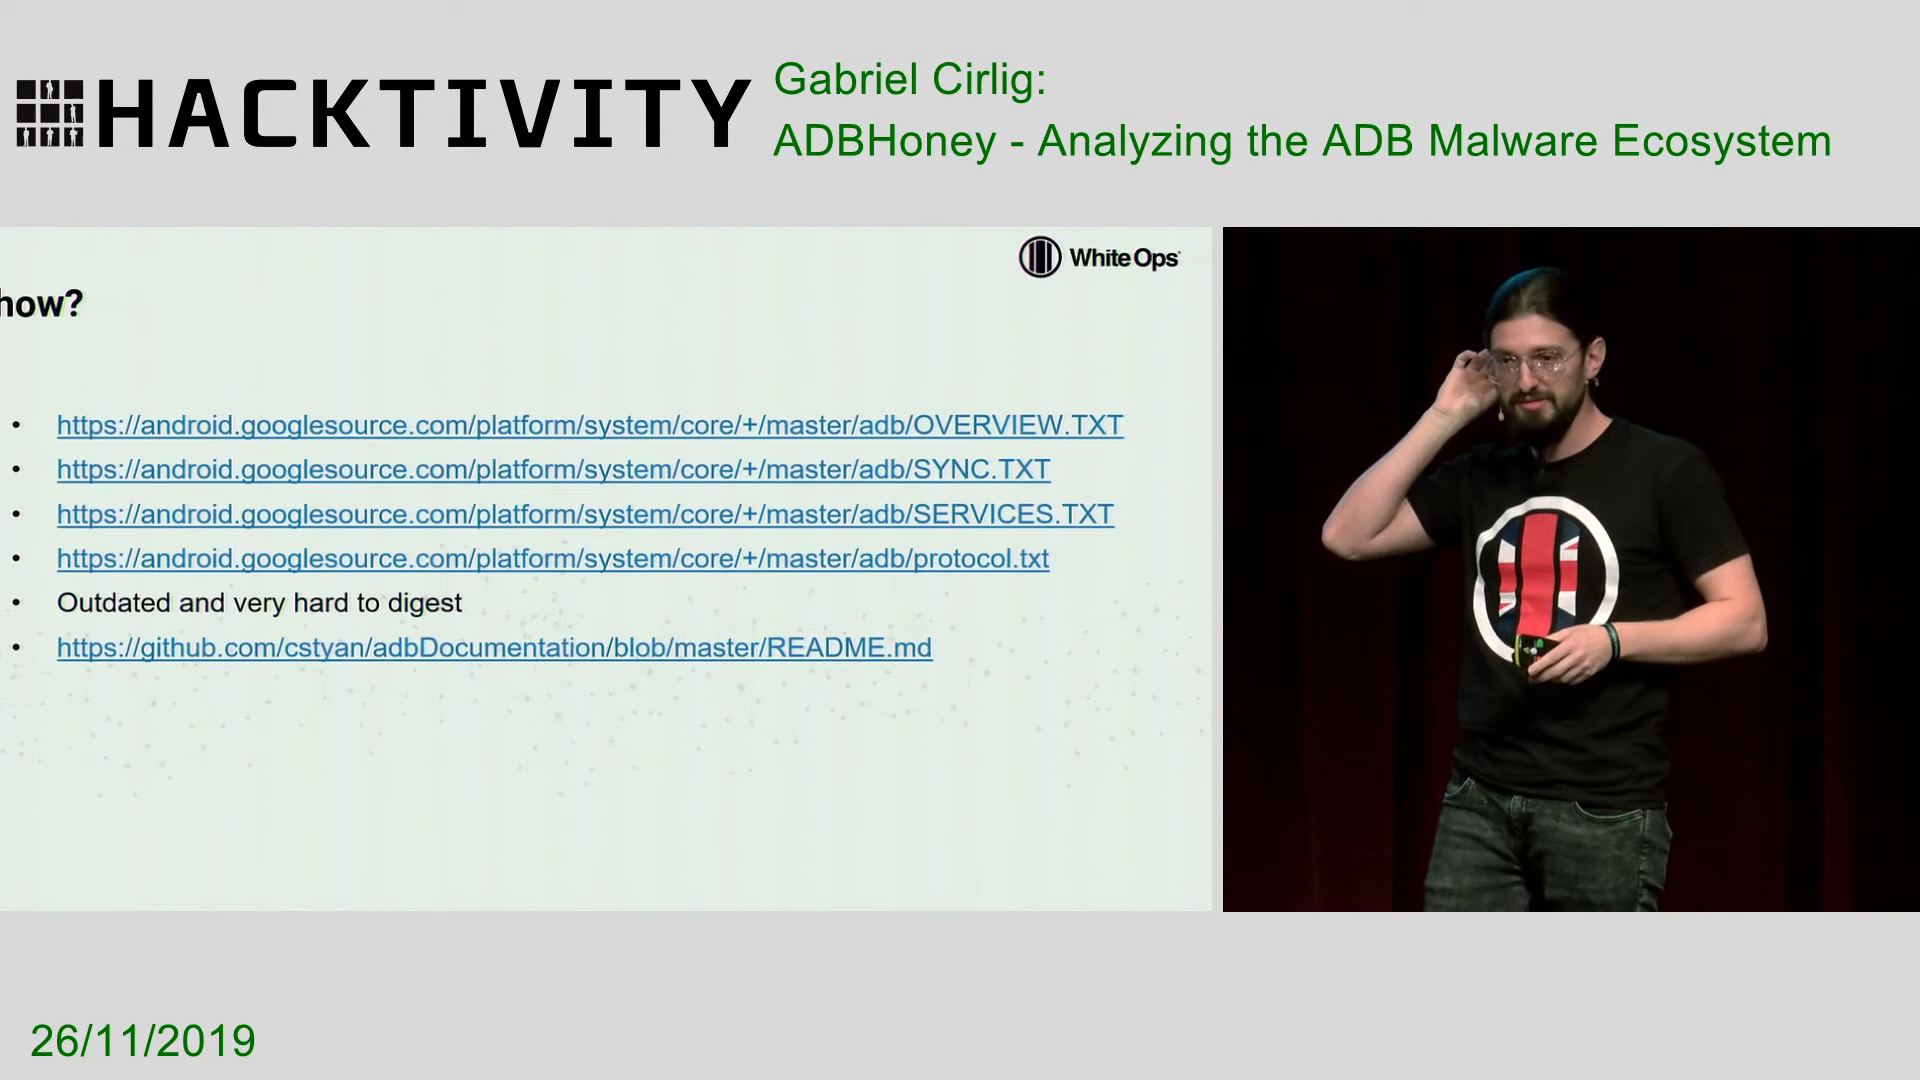 HACKTIVITY
Gabriel Cirlig:
ADBHoney - Analyzing the ADB Malware Ecosystem
White Ops
how?
• https://android.googlesource.com/platform/system/core/+/master/adb/OVERVIEW.TXT
• https://android.googlesource.com/platform/system/core/+/master/adb/SYNC.TXT
• https://android.googlesource.com/platform/system/core/+/master/adb/SERVICES.TXT
• https://android.googlesource.com/platform/system/core/+/master/adb/protocol.txt
• Outdated and very hard to digest
• https://github.com/cstyan/adbDocumentation/blob/master/README.md
26/11/2019